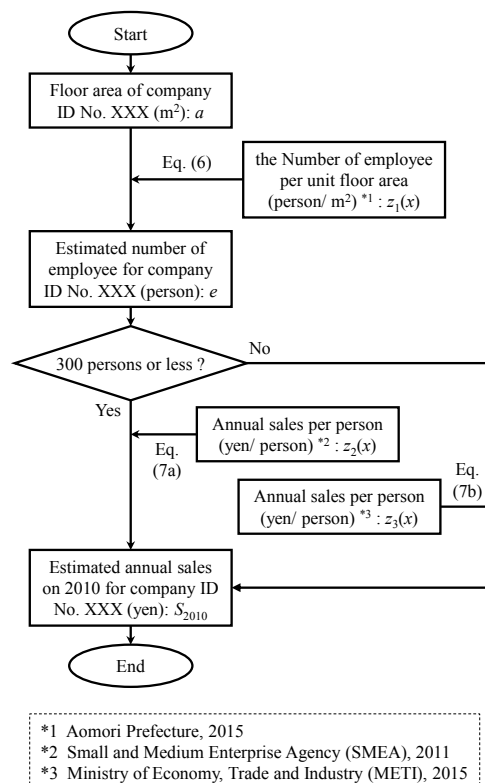 Start
Floor area of company
ID No. XXX (m²): a
Eq. (6)
the Number of employee
per unit floor area
(person/ m²) *1 : z₁(x)
Estimated number of
employee for company
ID No. XXX (person): e
300 persons or less ?
No
Yes
Annual sales per person
(yen/ person) *2 : z₂(x)
Eq.
(7a)
Annual sales per person
(yen/ person) *3 : z₃(x)
Eq.
(7b)
Estimated annual sales
on 2010 for company ID
No. XXX (yen): S₂₀₁₀
End
*1 Aomori Prefecture, 2015
*2 Small and Medium Enterprise Agency (SMEA), 2011
*3 Ministry of Economy, Trade and Industry (METI), 2015